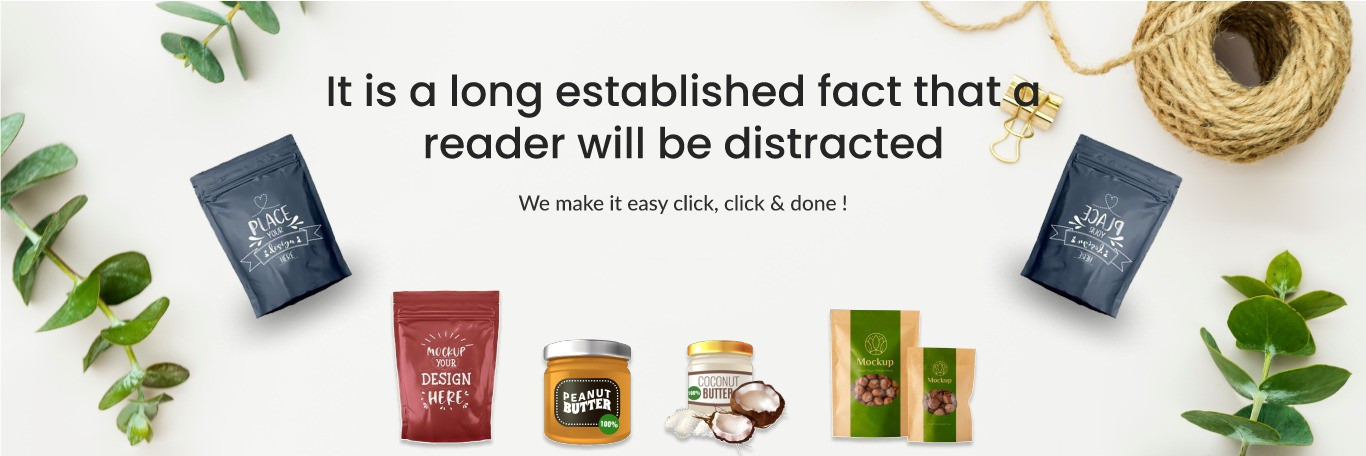 It is a long established fact that a
reader will be distracted
We make it easy click, click & done !
PLACE
YOUR
design
HERE
PLACE
YOUR
design
HERE
MOCKUP
YOUR
DESIGN
HERE
PEANUT
BUTTER
100%
COCONUT
100% BUTTER
Mockup
Mockup